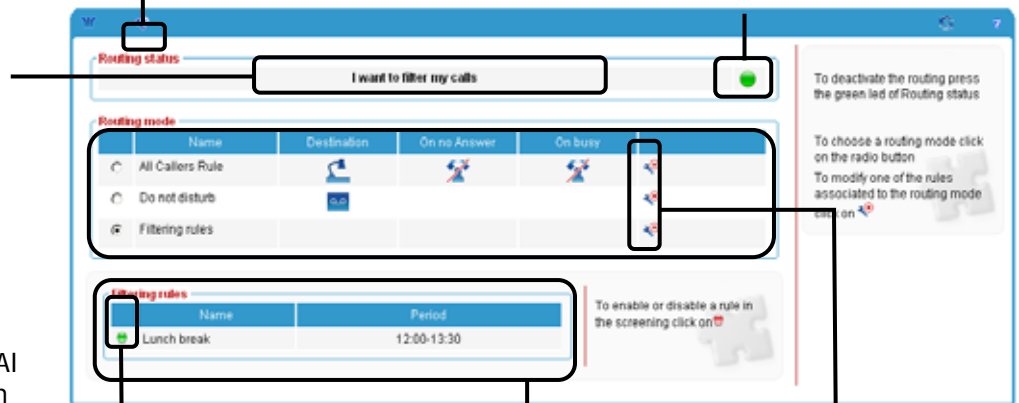 ?
Routing status
I want to filter my calls
To deactivate the routing press
the green led of Routing status
Routing mode
Name Destination On no Answer On busy
All Callers Rule
Do not disturb
Filtering rules
To choose a routing mode click
on the radio button
To modify one of the rules
associated to the routing mode
click on
Filtering rules
Name Period
Lunch break 12:00-13:30
To enable or disable a rule in
the screening click on
AI